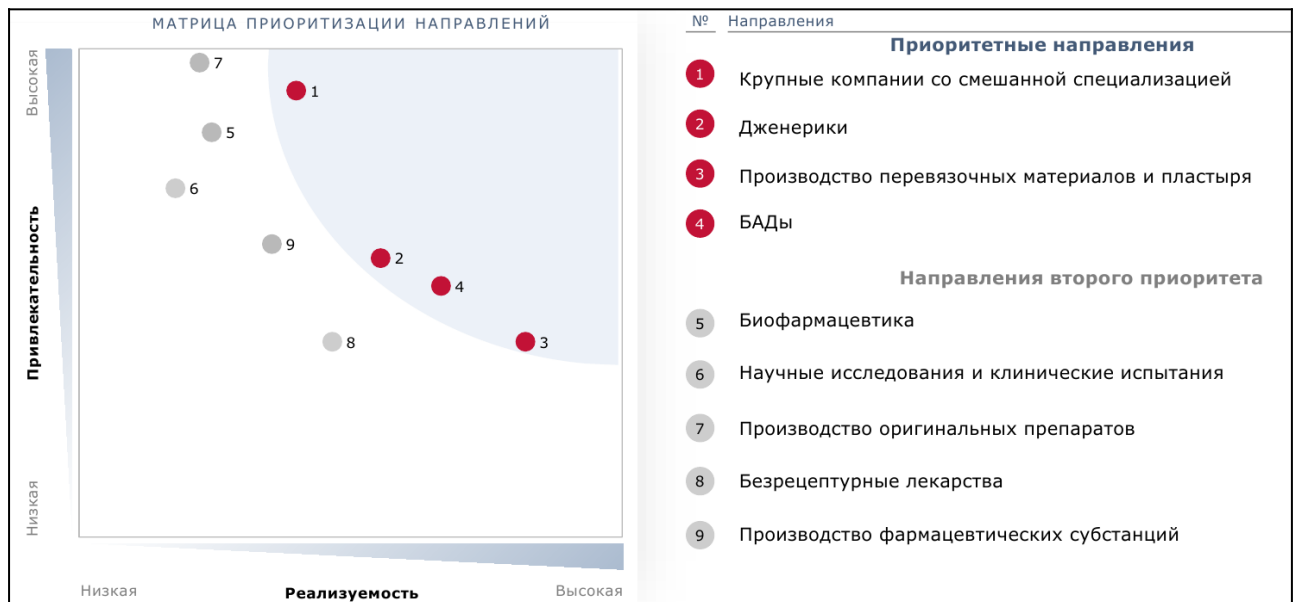 МАТРИЦА ПРИОРИТИЗАЦИИ НАПРАВЛЕНИЙ
Высокая
Привлекательность
Низкая
7
1
5
6
9
2
4
8
3
Низкая
Реализуемость
Высокая
№ Направления
Приоритетные направления
1 Крупные компании со смешанной специализацией
2 Дженерики
3 Производство перевязочных материалов и пластыря
4 БАДы
Направления второго приоритета
5 Биофармацевтика
6 Научные исследования и клинические испытания
7 Производство оригинальных препаратов
8 Безрецептурные лекарства
9 Производство фармацевтических субстанций